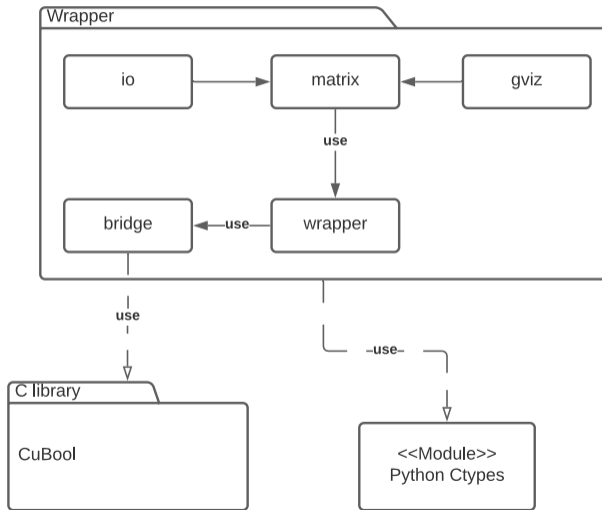 Wrapper
io
matrix
gviz
use
bridge
use
wrapper
use
use
C library
CuBool
<<Module>>
Python Ctypes